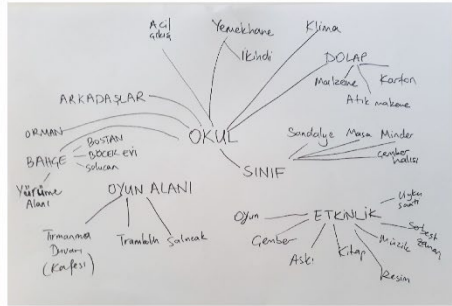 Acil
çıkış
Yemekhane
İkindi
Klima
DOLAP
Malzeme
Karton
Atık malzeme
ARKADAŞLAR
ORMAN
OKUL
BAHÇE
BOSTAN
BÖCEK EVİ
Solucan
Yürüme
Alanı
SINIF
Sandalye
Masa
Minder
Çember
halısı
OYUN ALANI
Tırmanma
Duvarı
(Kafesi)
Trambolin
Salıncak
ETKİNLİK
Oyun
Çember
Askı
Kitap
Resim
Müzik
Serbest
zaman
Uyku
saati